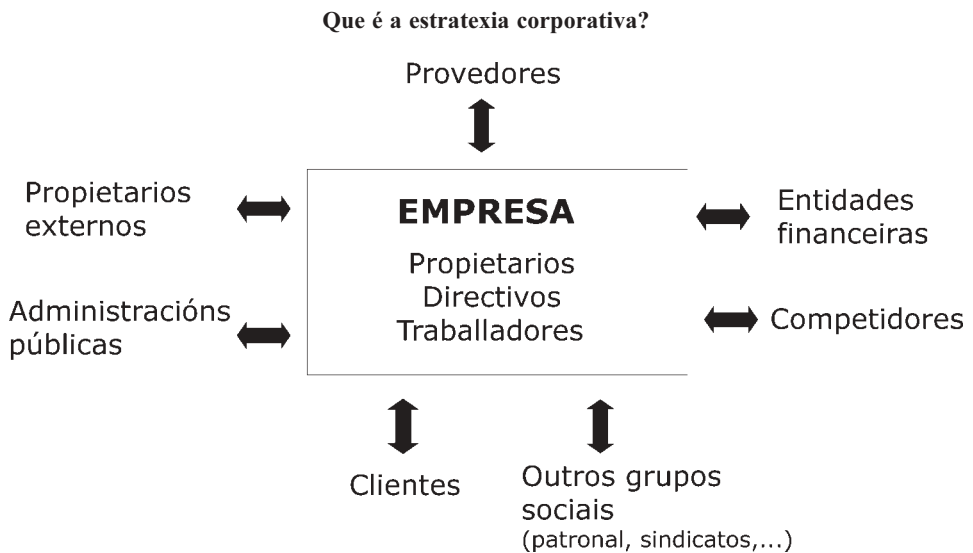 Que é a estratexia corporativa?
Provedores
Propietarios
externos
EMPRESA
Propietarios
Directivos
Traballadores
Entidades
financeiras
Administracións
públicas
Competidores
Clientes
Outros grupos
sociais
(patronal, sindicatos,...)